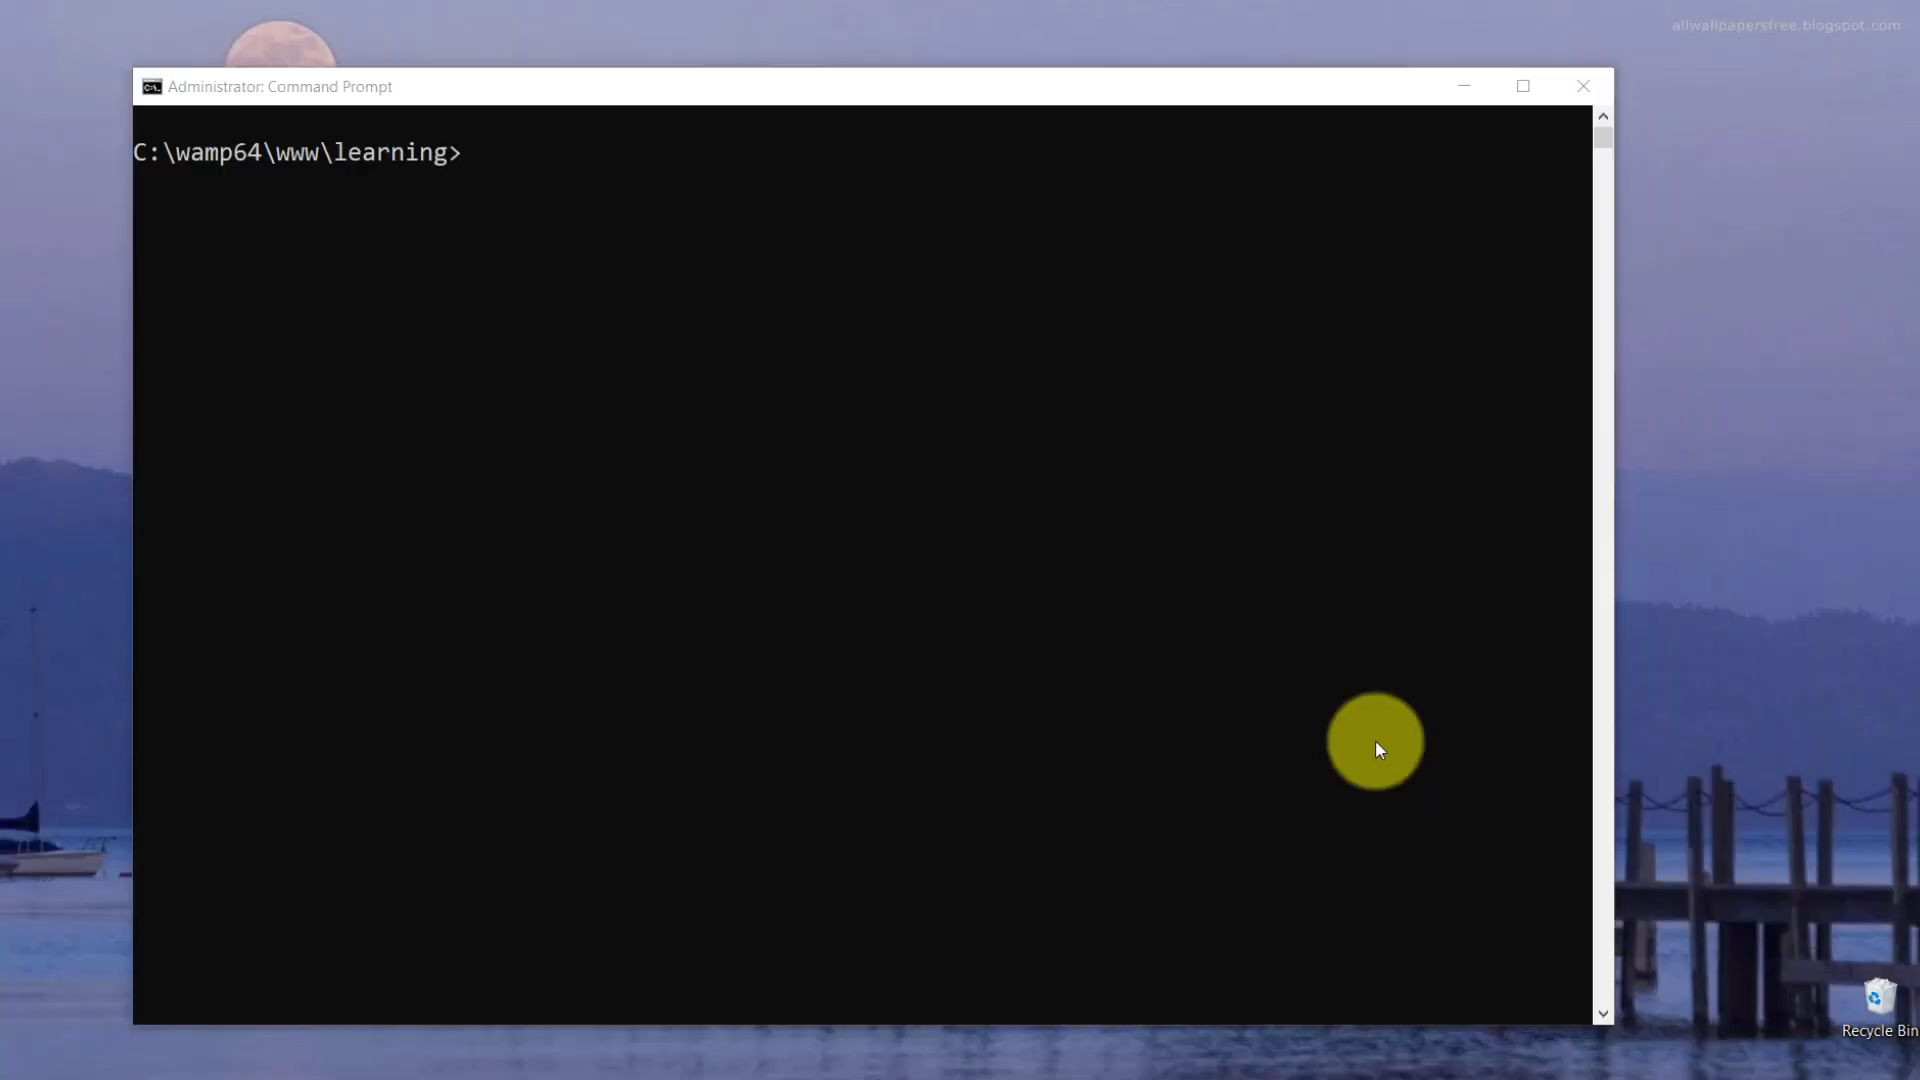 allwallpapersfree.blogspot.com
Administrator: Command Prompt
C:\wamp64\www\learning>
Recycle Bin